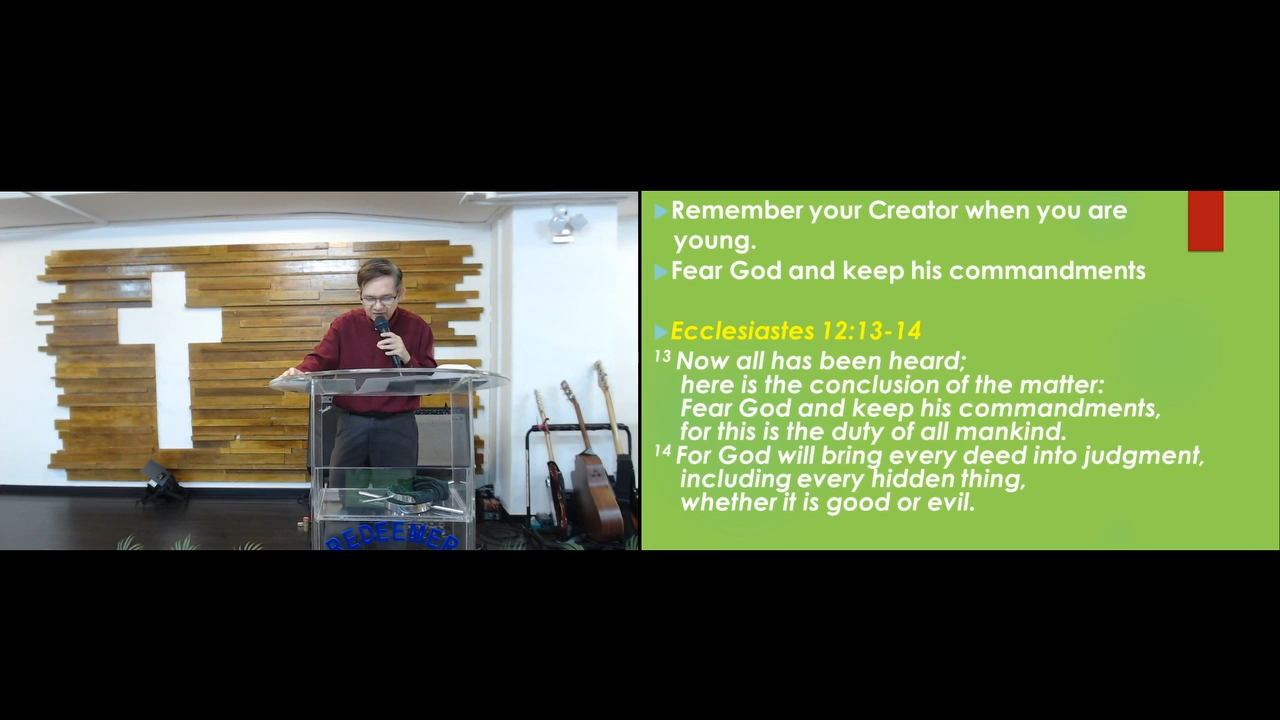 REDEEMER
Remember your Creator when you are
young.
Fear God and keep his commandments
Ecclesiastes 12:13-14
13 Now all has been heard;
here is the conclusion of the matter:
Fear God and keep his commandments,
for this is the duty of all mankind.
14 For God will bring every deed into judgment,
including every hidden thing,
whether it is good or evil.